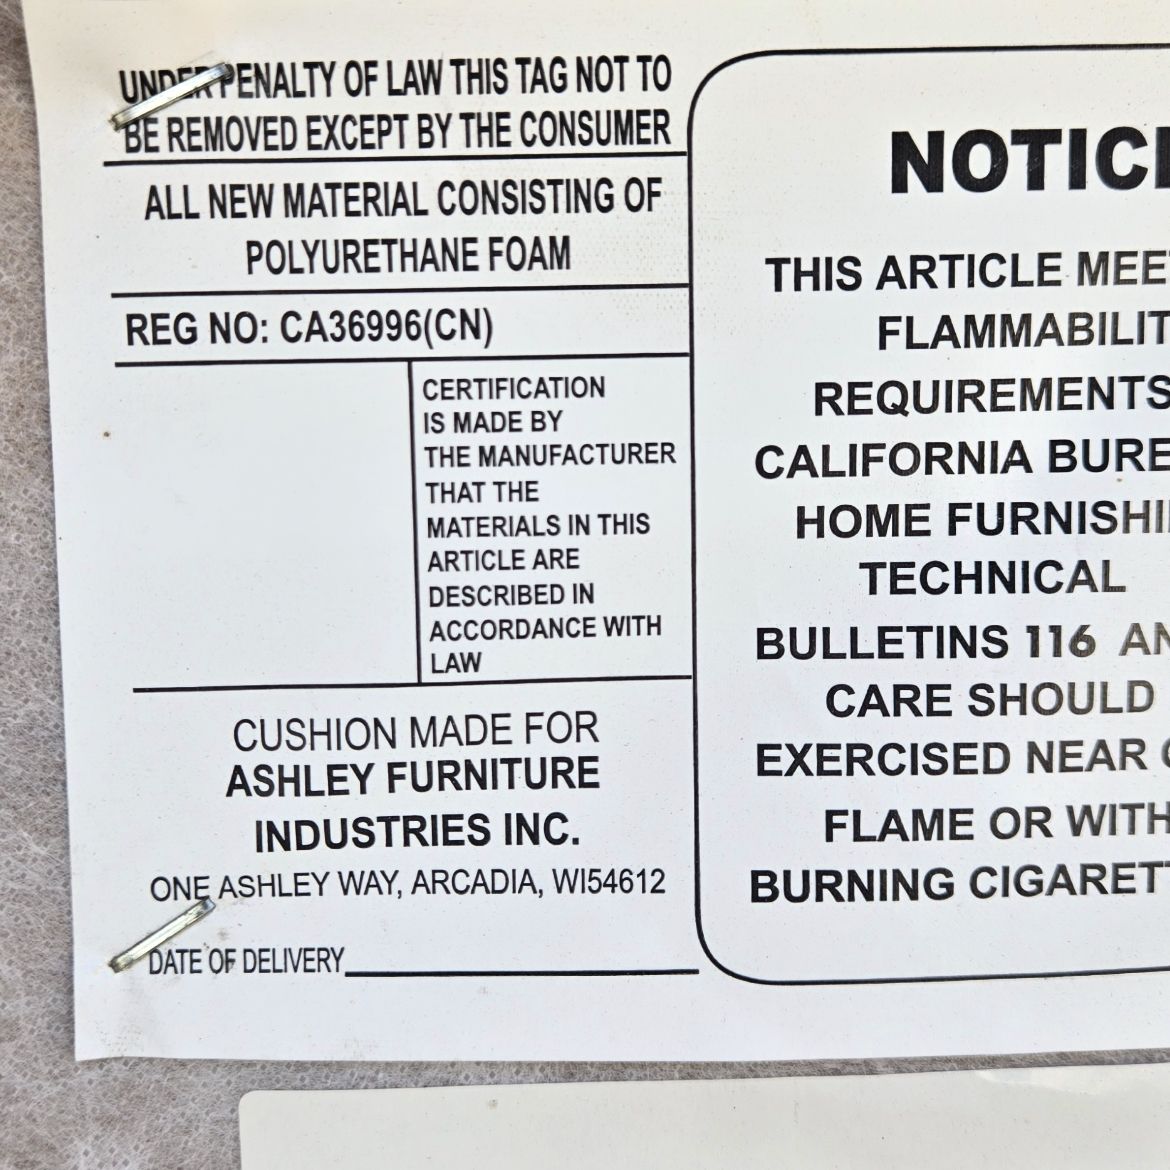 UNDER PENALTY OF LAW THIS TAG NOT TO
BE REMOVED EXCEPT BY THE CONSUMER
ALL NEW MATERIAL CONSISTING OF
POLYURETHANE FOAM
REG NO: CA36996(CN)
CERTIFICATION
IS MADE BY
THE MANUFACTURER
THAT THE
MATERIALS IN THIS
ARTICLE ARE
DESCRIBED IN
ACCORDANCE WITH
LAW
CUSHION MADE FOR
ASHLEY FURNITURE
INDUSTRIES INC.
ONE ASHLEY WAY, ARCADIA, WI54612
DATE OF DELIVERY
NOTIC
THIS ARTICLE MEE
FLAMMABILIT
REQUIREMENTS
CALIFORNIA BURE
HOME FURNISHI
TECHNICAL
BULLETINS 116 AN
CARE SHOULD
EXERCISED NEAR
FLAME OR WITH
BURNING CIGARET